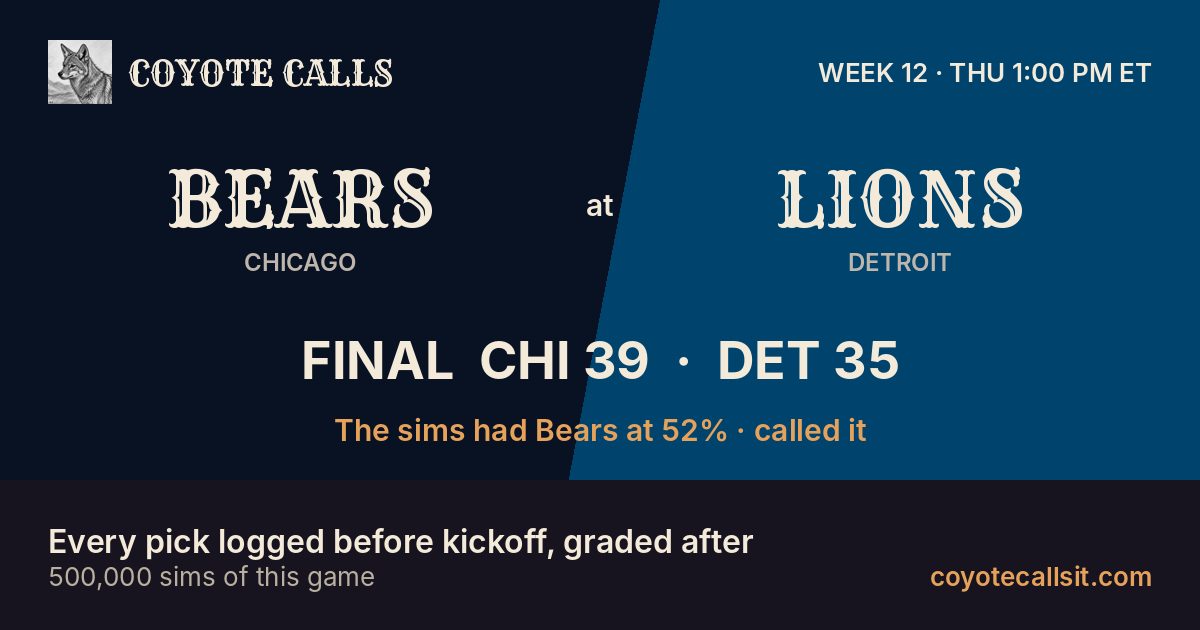 COYOTE CALLS
WEEK 12 · THU 1:00 PM ET
BEARS at LIONS
CHICAGO
DETROIT
FINAL CHI 39 · DET 35
The sims had Bears at 52% · called it
Every pick logged before kickoff, graded after
500,000 sims of this game
coyotecallsit.com